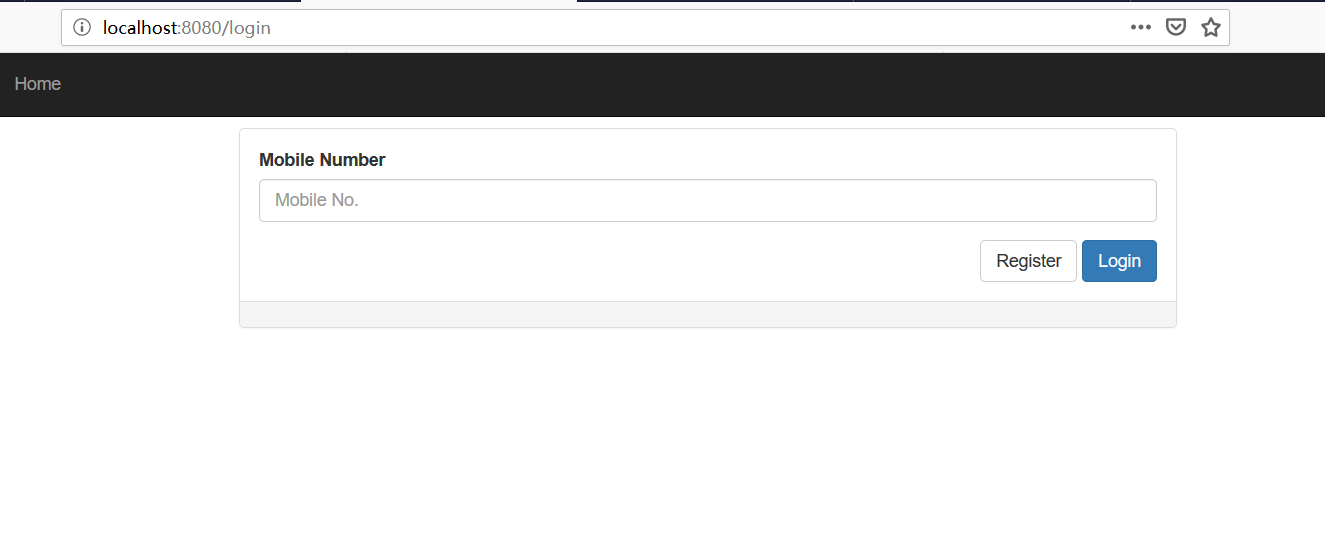 localhost:8080/login
Home
Mobile Number
Mobile No.
Register Login